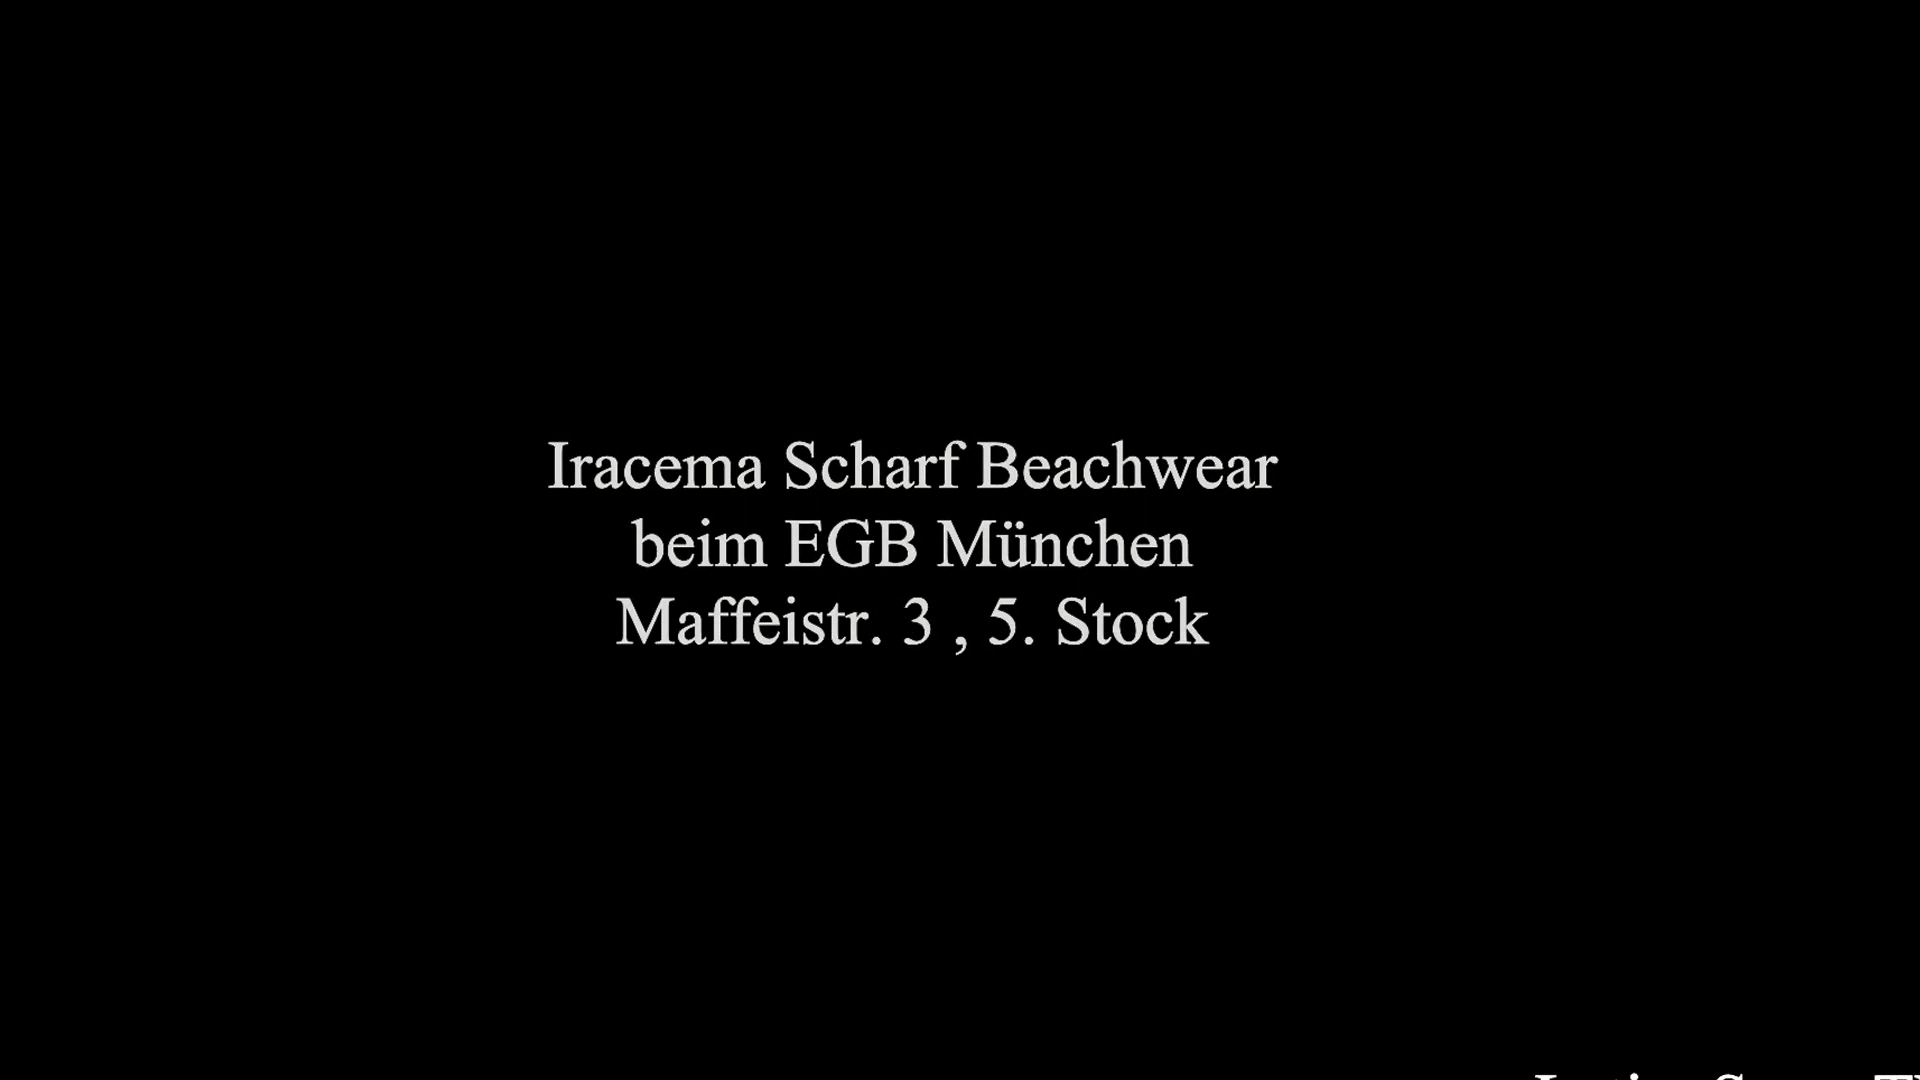 Iracema Scharf Beachwear
beim EGB München
Maffeistr. 3 , 5. Stock